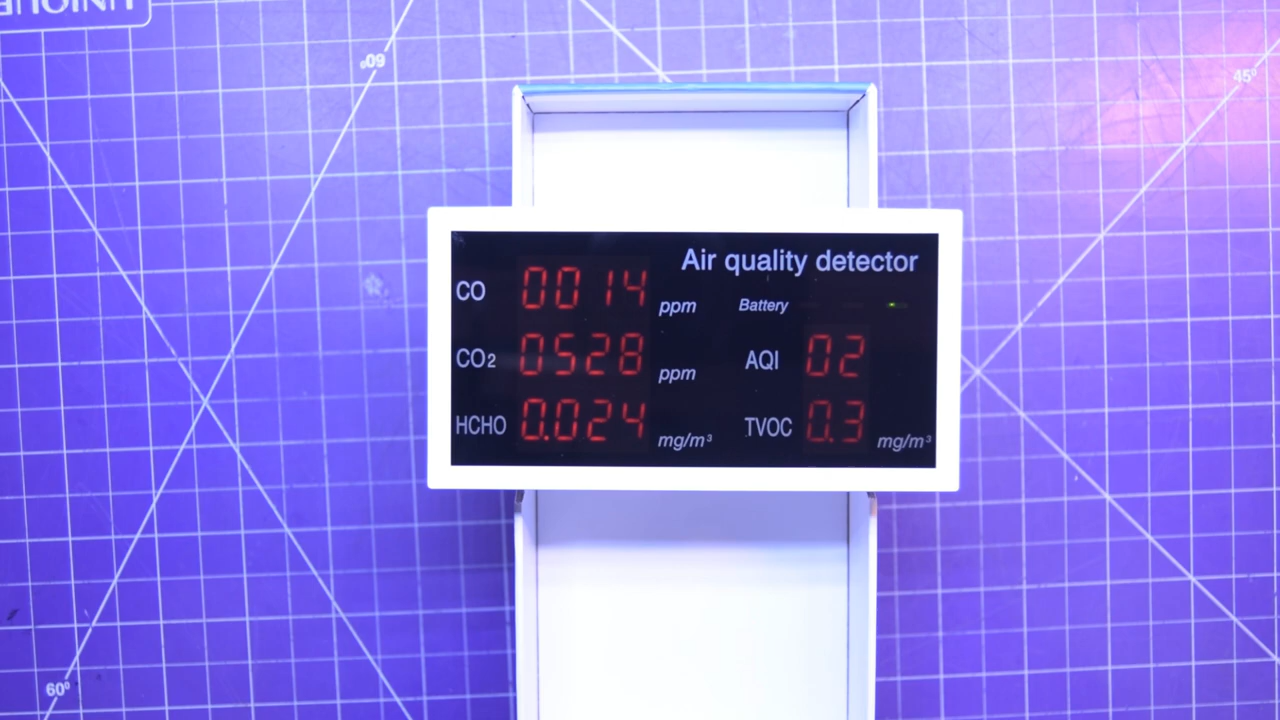 UNIQUE
60°
45°
Air quality detector
CO 0014 ppm
Battery
CO2 0528 ppm
AQI 02
HCHO 0.024 mg/m³
TVOC 0.3 mg/m³
60°